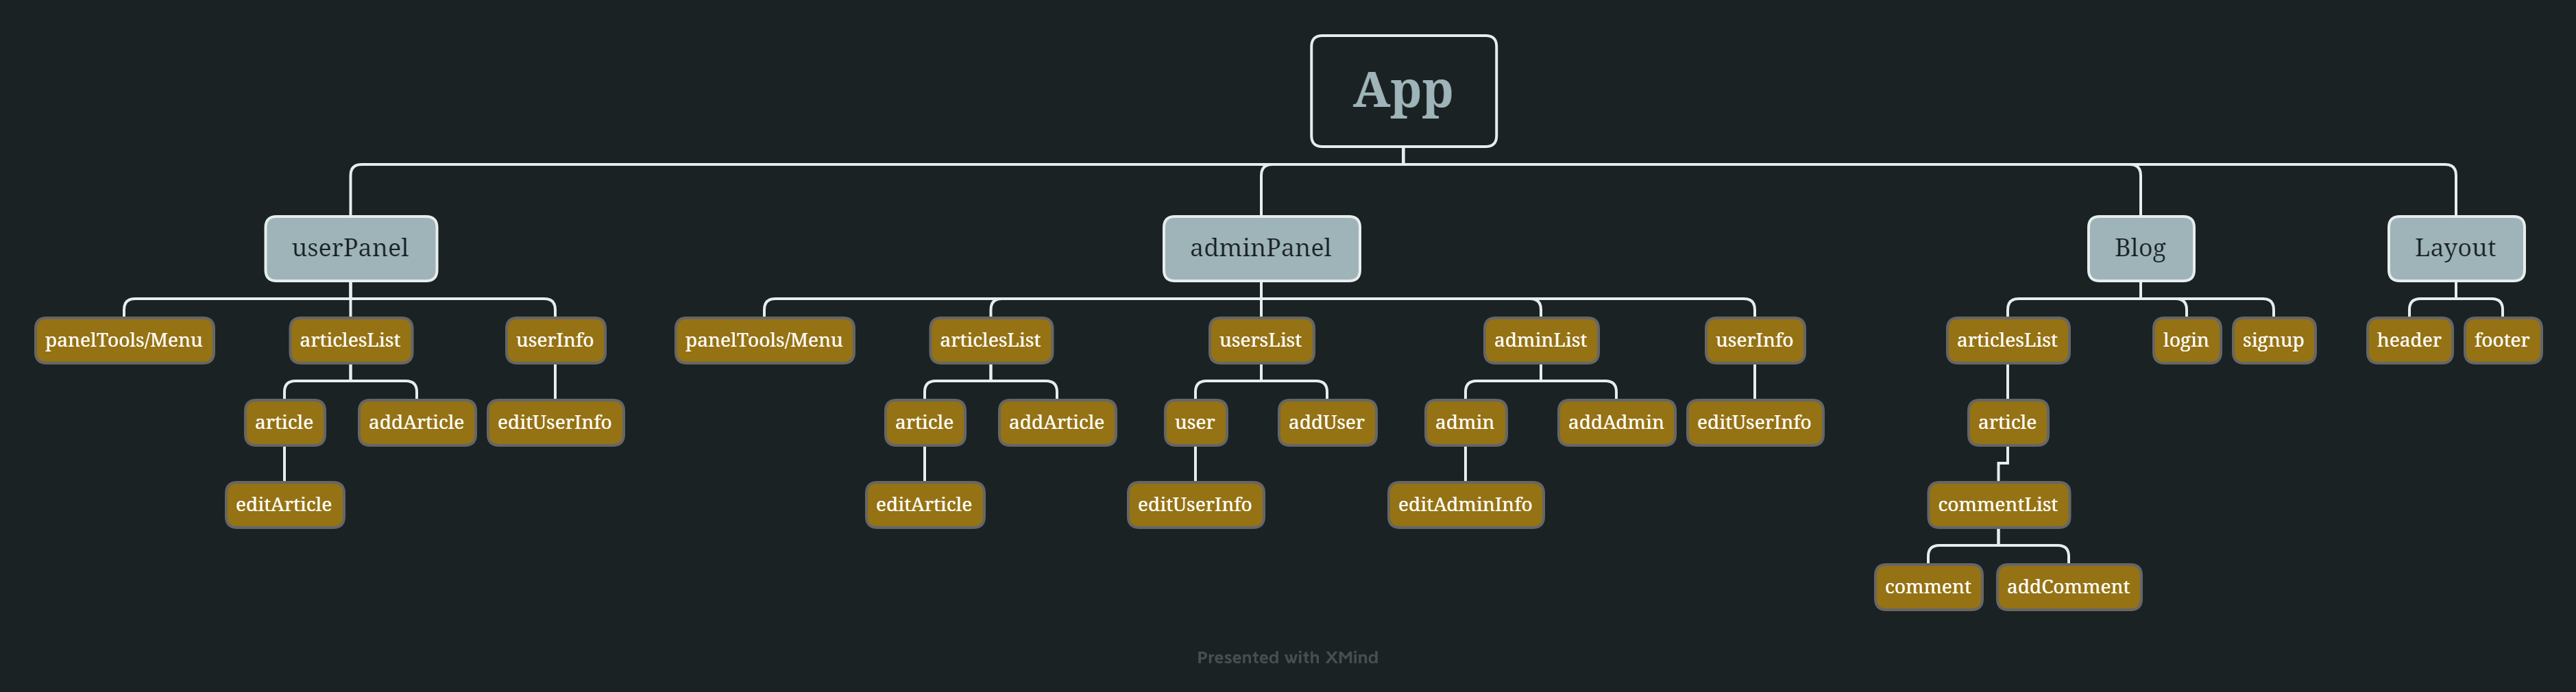 App
userPanel
adminPanel
Blog
Layout
panelTools/Menu
articlesList
userInfo
panelTools/Menu
articlesList
usersList
adminList
userInfo
articlesList
login
signup
header
footer
article
addArticle
editUserInfo
article
addArticle
user
addUser
admin
addAdmin
editUserInfo
article
editArticle
editArticle
editUserInfo
editAdminInfo
commentList
comment
addComment
Presented with XMind